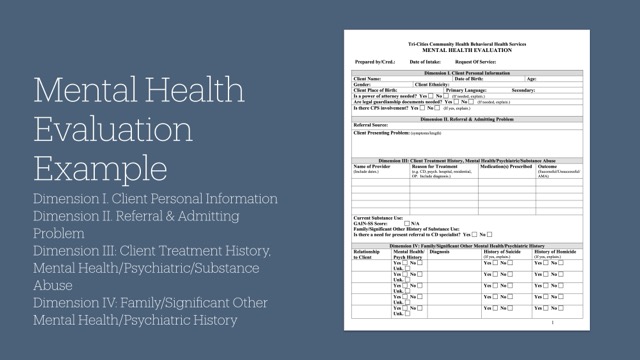 Mental Health
Evaluation
Example
Dimension I. Client Personal Information
Dimension II. Referral & Admitting
Problem
Dimension III: Client Treatment History,
Mental Health/Psychiatric/Substance
Abuse
Dimension IV: Family/Significant Other
Mental Health/Psychiatric History
Tri-Cities Community Health Behavioral Health Services
MENTAL HEALTH EVALUATION
Prepared by/Cred.: Date of Intake: Request Of Service:
Dimension I. Client Personal Information
Client Name: Date of Birth: Age:
Gender: Client Ethnicity:
Client Place of Birth: Primary Language: Secondary:
Is a power of attorney needed? Yes No (If needed, explain.)
Are legal guardianship documents needed? Yes No (If needed, explain.)
Is there CPS involvement? Yes No (If yes, explain.)
Dimension II. Referral & Admitting Problem
Referral Source:
Client Presenting Problem: (symptoms/length)
Dimension III: Client Treatment History, Mental Health/Psychiatric/Substance Abuse
Name of Provider Reason for Treatment Medication(s) Prescribed Outcome
(Include dates.) (e.g. CD, psych. hospital, residential, (Successful/Unsuccessful/
OP. Include diagnosis.) AMA)
Current Substance Use:
GAIN-SS Score: N/A
Family/Significant Other History of Substance Use:
Is there a need for present referral to CD specialist? Yes No
Dimension IV: Family/Significant Other Mental Health/Psychiatric History
Relationship Mental Health/ Diagnosis History of Suicide History of Homicide
to Client Psych History (If yes, explain.) (If yes, explain.)
Yes No Yes No Yes No
Unk.
Yes No Yes No Yes No
Unk.
Yes No Yes No Yes No
Unk.
Yes No Yes No Yes No
Unk.
Yes No Yes No Yes No
Unk.
1